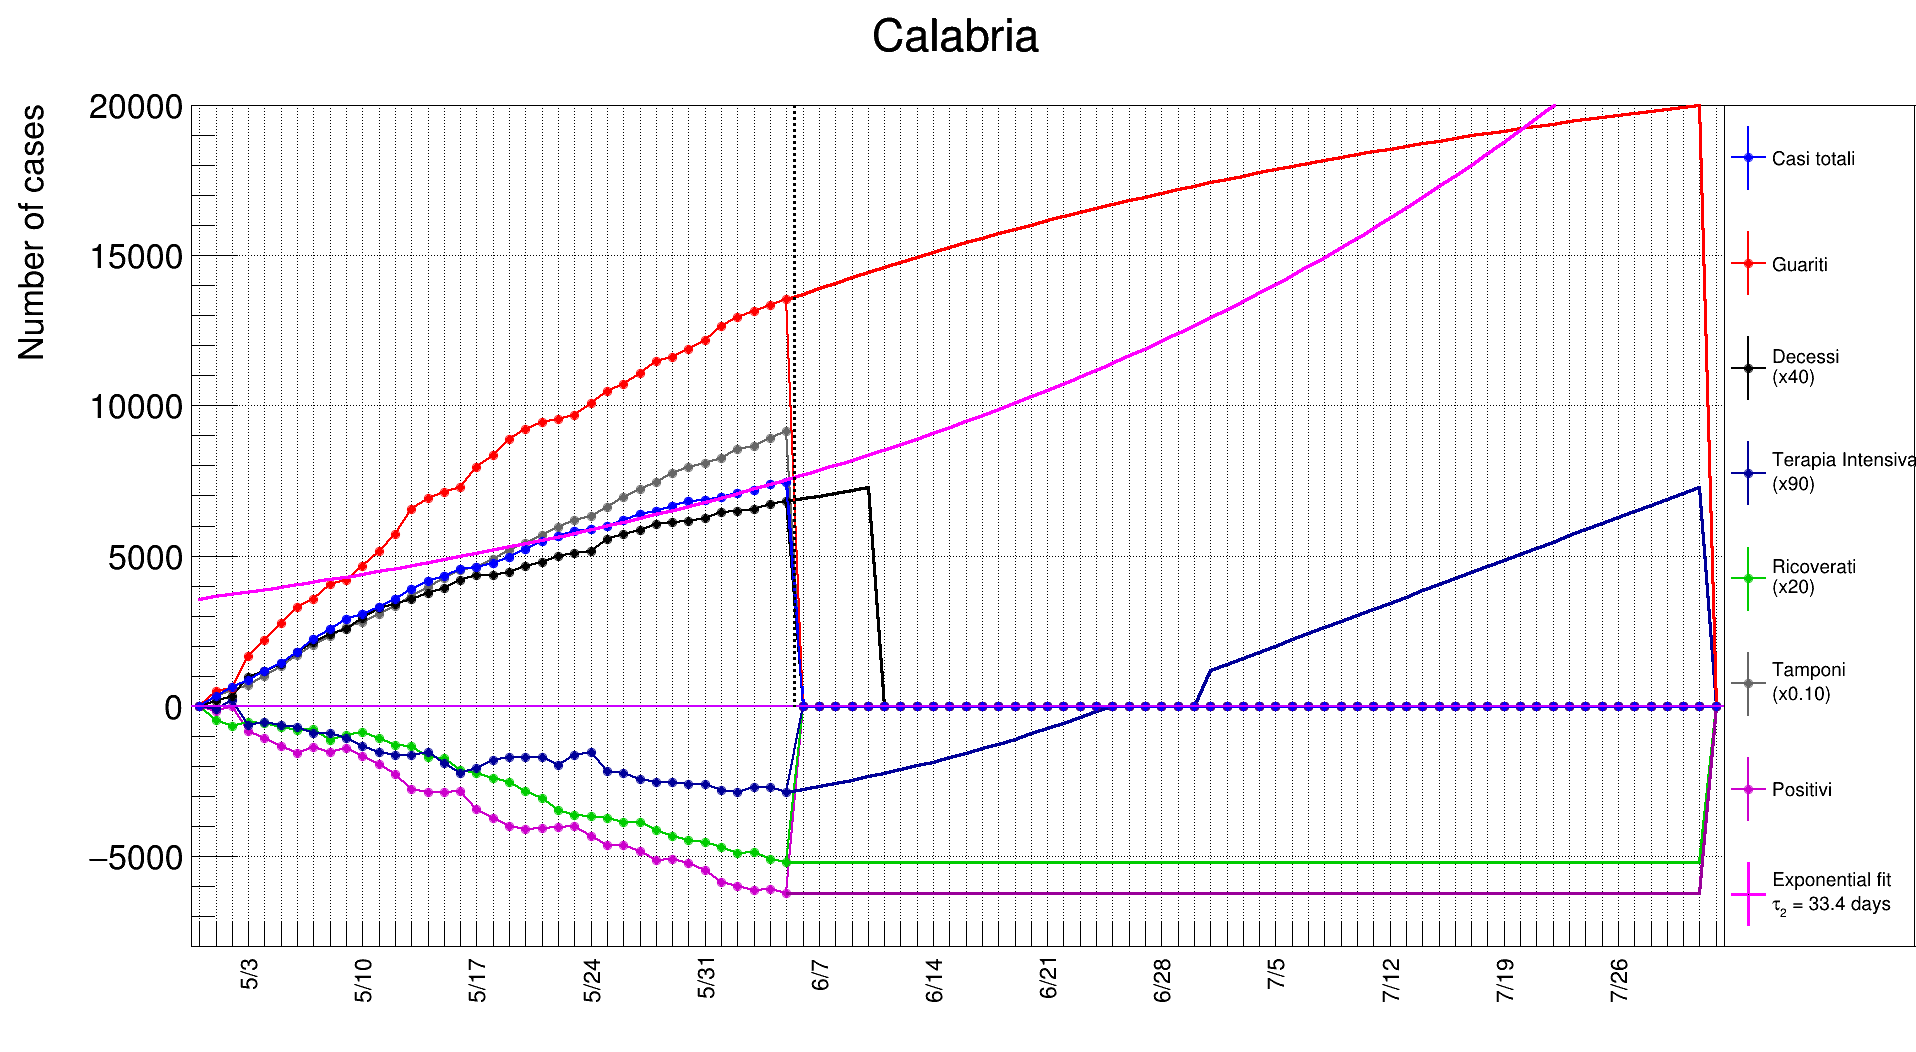 Calabria
Number of cases
20000
15000
10000
5000
0
−5000
5/3
5/10
5/17
5/24
5/31
6/7
6/14
6/21
6/28
7/5
7/12
7/19
7/26
Casi totali
Guariti
Decessi
(x40)
Terapia Intensiva
(x90)
Ricoverati
(x20)
Tamponi
(x0.10)
Positivi
Exponential fit
τ2 = 33.4 days